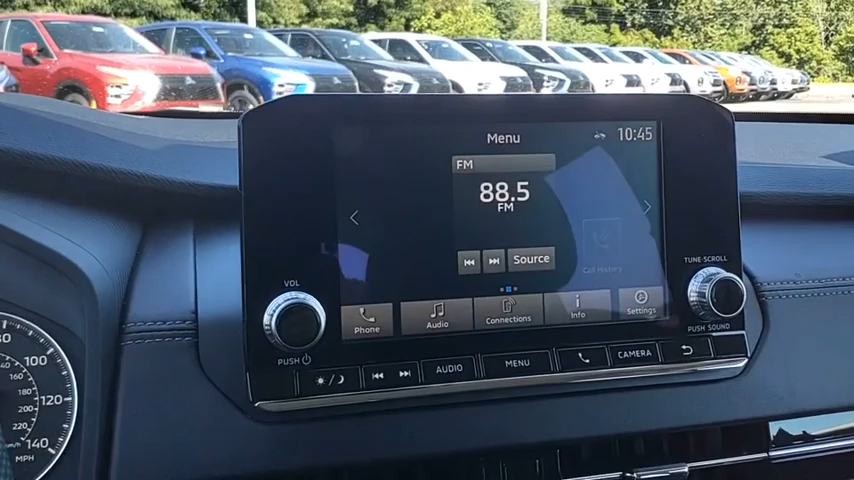 Menu
10:45
FM
88.5
FM
Source
Call History
Phone
Audio
Connections
Info
Settings
VOL
PUSH
TUNE·SCROLL
PUSH SOUND
AUDIO
MENU
CAMERA
80
100
120
140
MPH
160
180
200
220